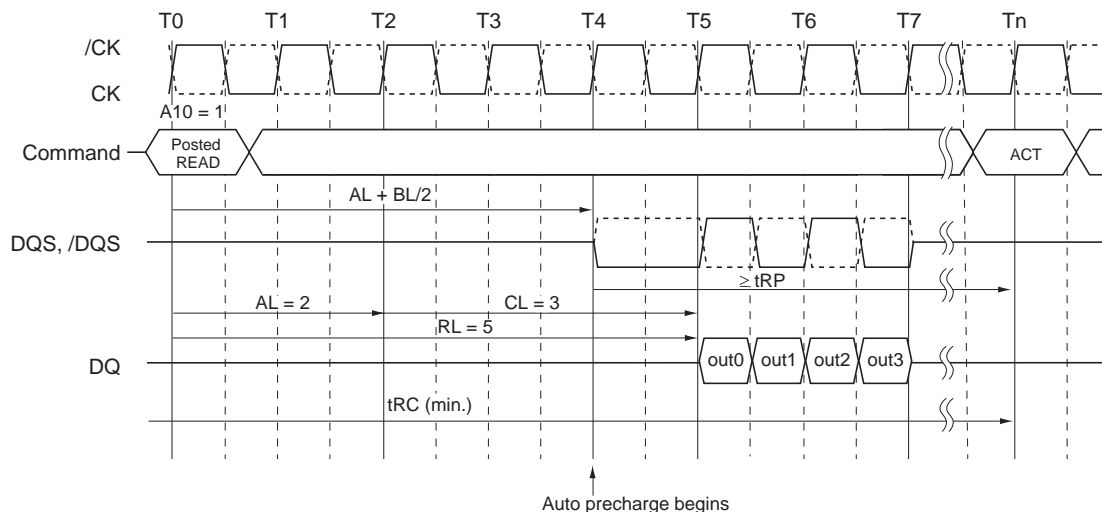 T0 T1 T2 T3 T4 T5 T6 T7 Tn
/CK
CK
A10 = 1
Command
Posted
READ
ACT
AL + BL/2
DQS, /DQS
≥ tRP
AL = 2
CL = 3
RL = 5
DQ
out0 out1 out2 out3
tRC (min.)
Auto precharge begins